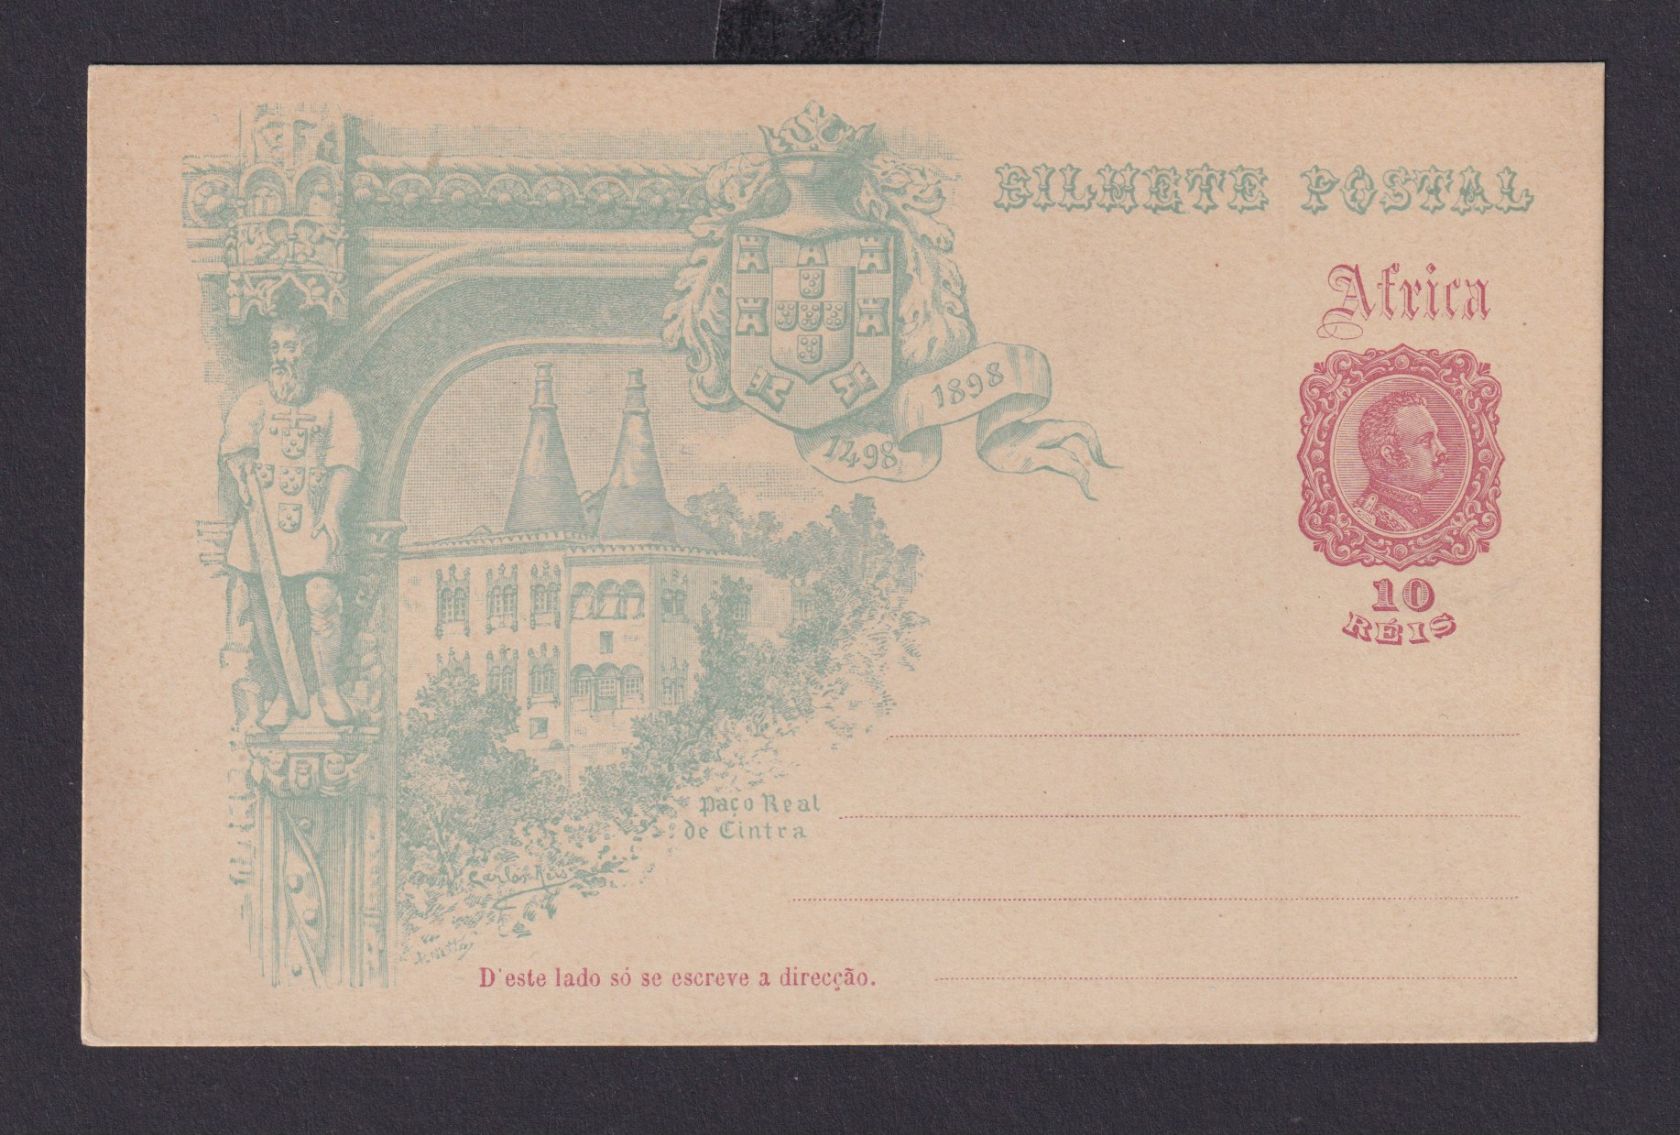 BILHETE POSTAL
Africa
1498 1898
10
RÉIS
Paço Real
de Cintra
Carlos Reis
D'este lado só se escreve a direcção.